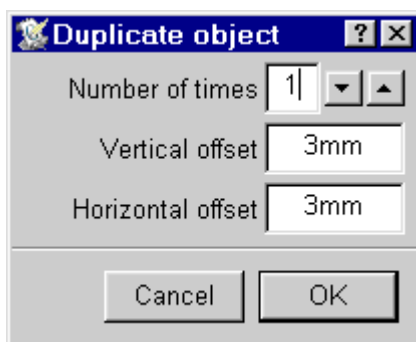 Duplicate object ?
Number of times 1
Vertical offset 3mm
Horizontal offset 3mm
Cancel OK